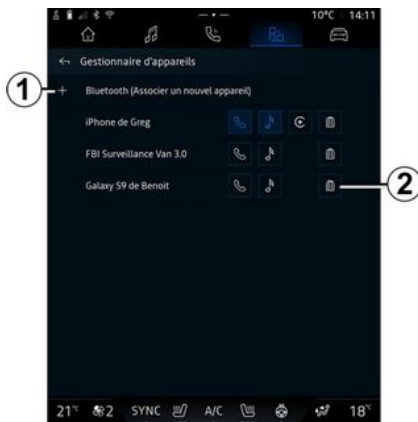 10°C 14:11
Gestionnaire d'appareils
1
+ Bluetooth (Associer un nouvel appareil)
iPhone de Greg
FBI Surveillance Van 3.0
Galaxy S9 de Benoit
2
21°C 2 SYNC A/C 18°C